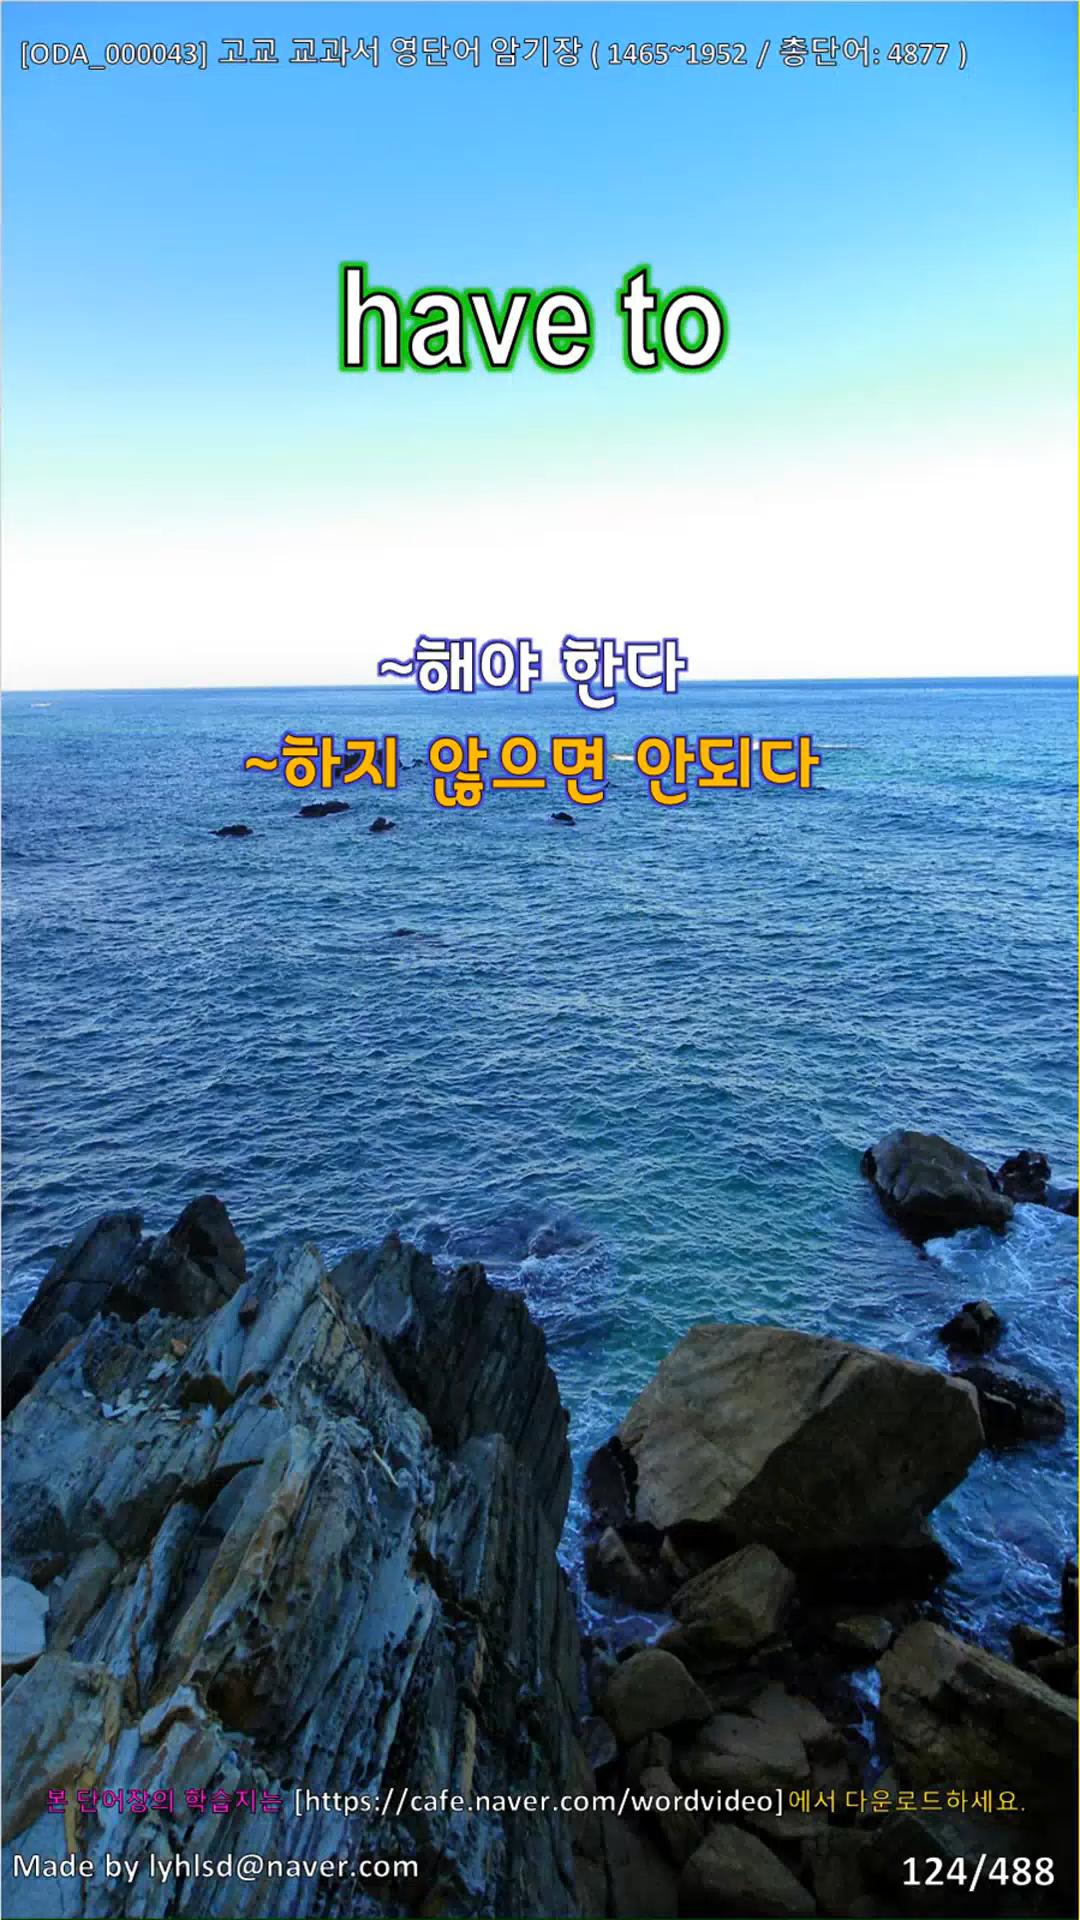 [ODA_000043] 고교 교과서 영단어 암기장 ( 1465~1952 / 총단어: 4877 )
have to
~해야 한다
~하지 않으면 안되다
본 단어장의 학습지는 [https://cafe.naver.com/wordvideo]에서 다운로드하세요.
Made by lyhlsd@naver.com
124/488